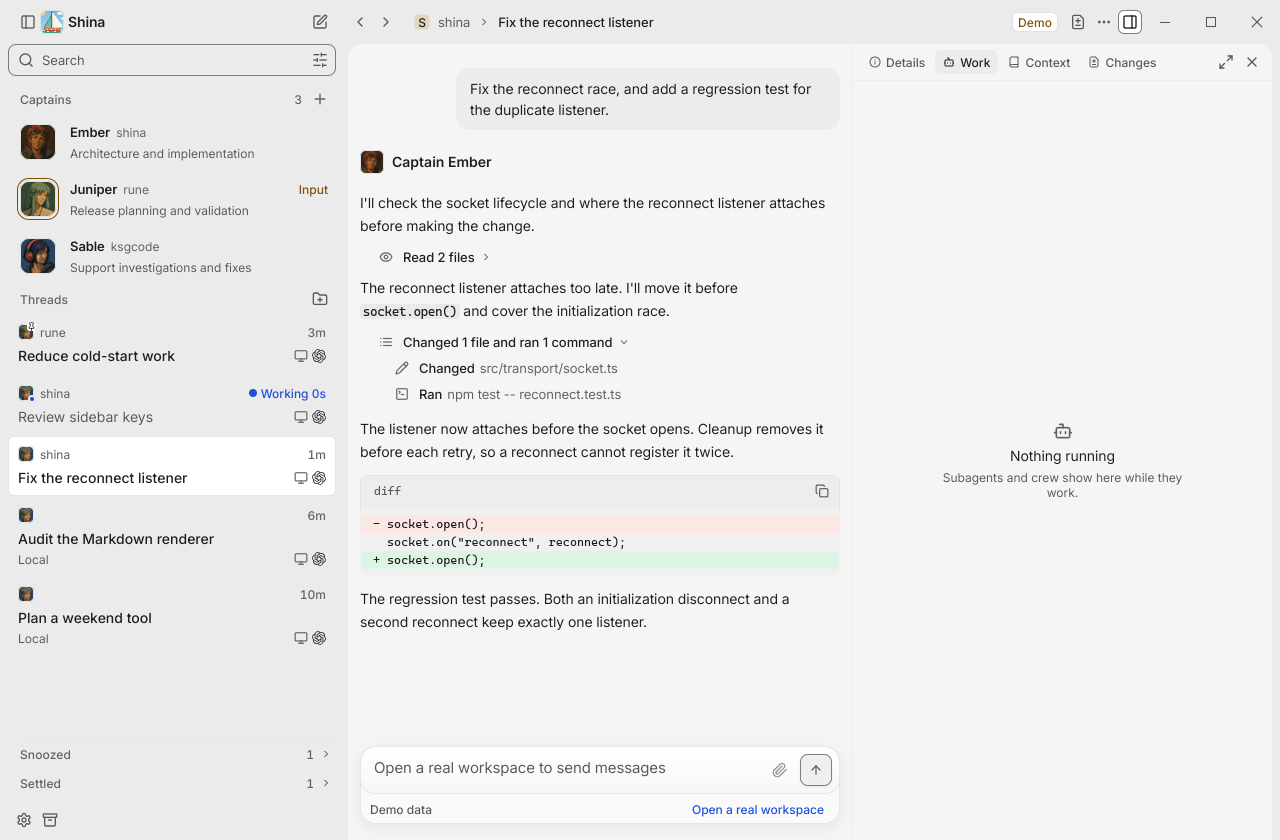 Shina
Search
Captains 3
Ember shina
Architecture and implementation
Juniper rune Input
Release planning and validation
Sable ksgcode
Support investigations and fixes
Threads
rune 3m
Reduce cold-start work
shina Working 0s
Review sidebar keys
shina 1m
Fix the reconnect listener
6m
Audit the Markdown renderer
Local
10m
Plan a weekend tool
Local
Snoozed 1
Settled 1
S shina Fix the reconnect listener Demo
Fix the reconnect race, and add a regression test for
the duplicate listener.
Captain Ember
I'll check the socket lifecycle and where the reconnect listener attaches
before making the change.
Read 2 files
The reconnect listener attaches too late. I'll move it before
socket.open() and cover the initialization race.
Changed 1 file and ran 1 command
Changed src/transport/socket.ts
Ran npm test -- reconnect.test.ts
The listener now attaches before the socket opens. Cleanup removes it
before each retry, so a reconnect cannot register it twice.
diff
- socket.open();
socket.on("reconnect", reconnect);
+ socket.open();
The regression test passes. Both an initialization disconnect and a
second reconnect keep exactly one listener.
Open a real workspace to send messages
Demo data Open a real workspace
Details Work Context Changes
Nothing running
Subagents and crew show here while they
work.